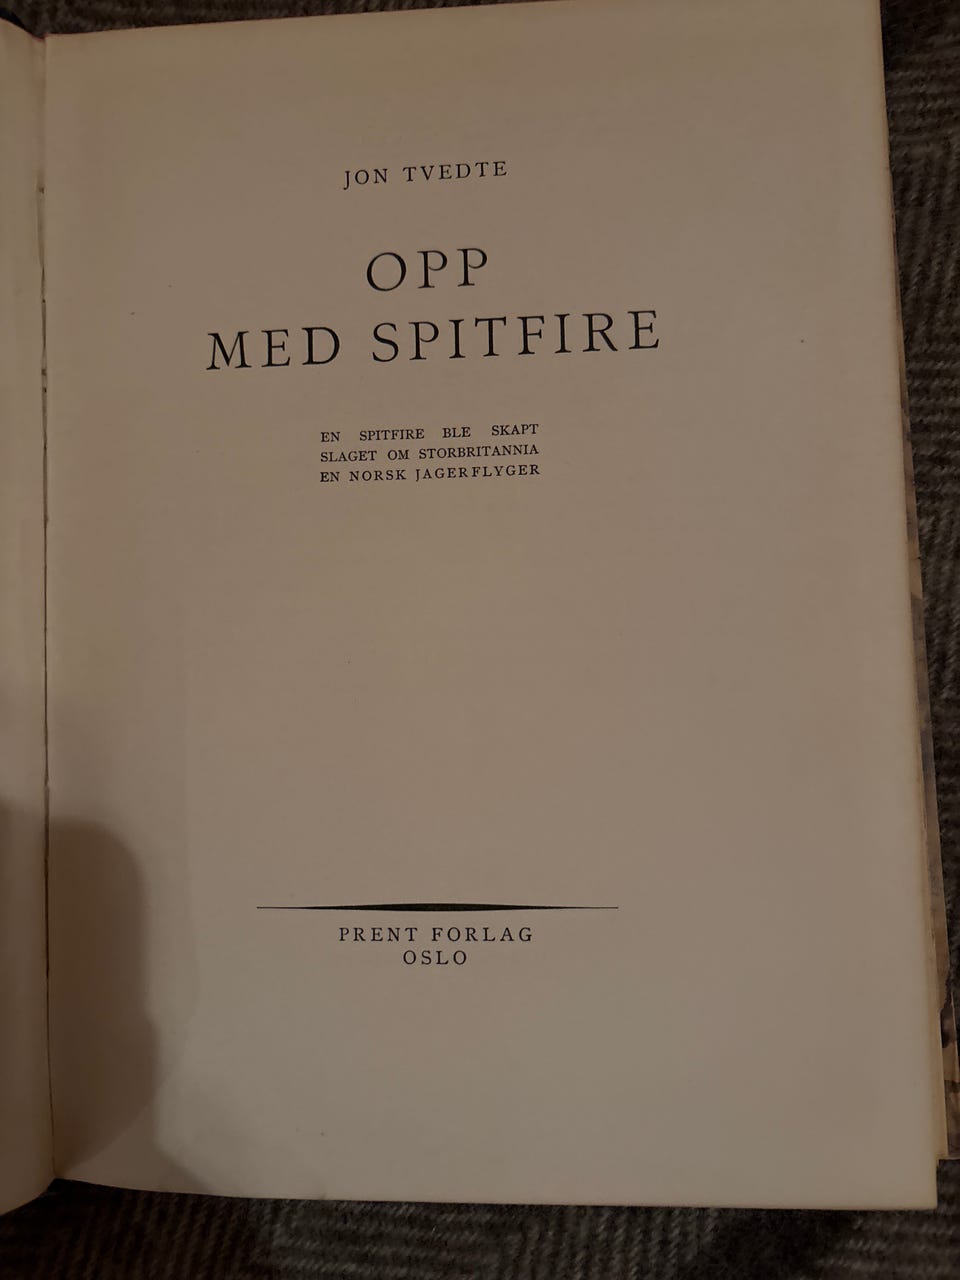 JON TVEDTE
OPP
MED SPITFIRE
EN SPITFIRE BLE SKAPT
SLAGET OM STORBRITANNIA
EN NORSK JAGERFLYGER
PRENT FORLAG
OSLO